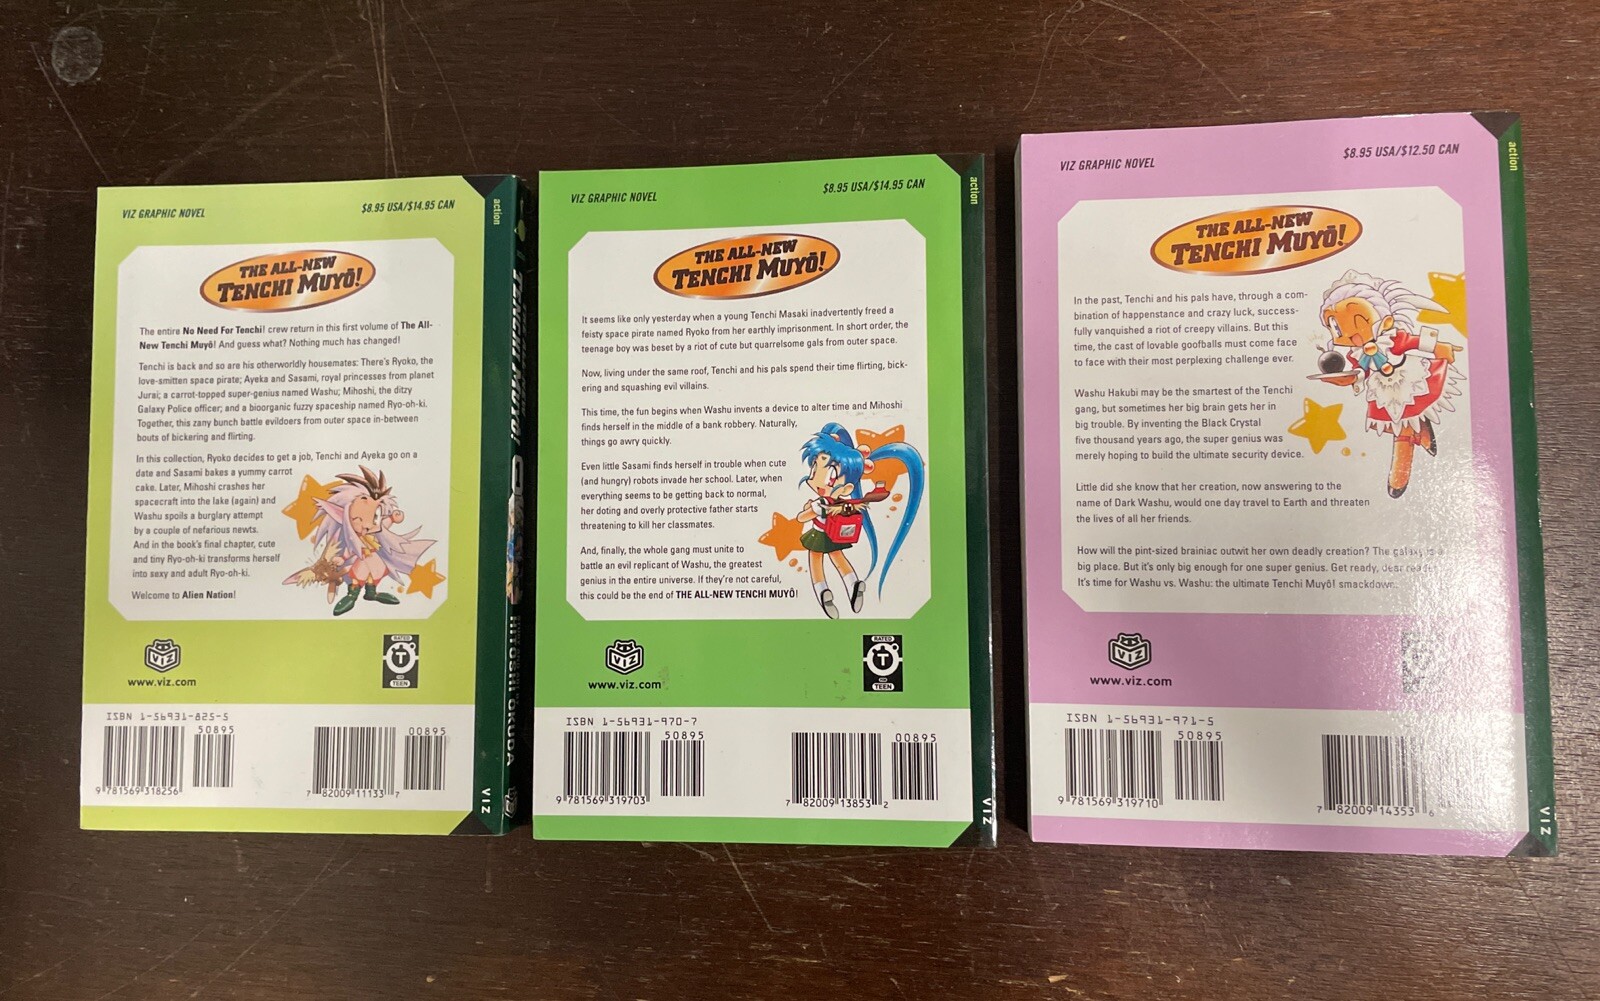 VIZ GRAPHIC NOVEL
$8.95 USA/$14.95 CAN
action
THE ALL-NEW
TENCHI MUYŌ!
The entire No Need For Tenchi! crew return in this first volume of The All-
New Tenchi Muyō! And guess what? Nothing much has changed!
Tenchi is back and so are his otherworldly housemates: There's Ryoko, the
love-smitten space pirate; Ayeka and Sasami, royal princesses from planet
Jurai; a carrot-topped super-genius named Washu; Mihoshi, the ditzy
Galaxy Police officer; and a bioorganic fuzzy spaceship named Ryo-oh-ki.
Together, this zany bunch battle evildoers from outer space in-between
bouts of bickering and flirting.
In this collection, Ryoko decides to get a job, Tenchi and Ayeka go on a
date and Sasami bakes a yummy carrot
cake. Later, Mihoshi crashes her
spacecraft into the lake (again) and
Washu spoils a burglary attempt
by a couple of nefarious newts.
And in the book's final chapter, cute
and tiny Ryo-oh-ki transforms herself
into sexy and adult Ryo-oh-ki.
Welcome to Alien Nation!
VIZ
www.viz.com
RATED
T
FOR
TEEN
ISBN 1-56931-825-5
50895
9 781569 318256
00895
7 82009 11133 7
VIZ
TENCHI MUYŌ!
HITOSHI OKUDA
VIZ GRAPHIC NOVEL
$8.95 USA/$14.95 CAN
action
THE ALL-NEW
TENCHI MUYŌ!
It seems like only yesterday when a young Tenchi Masaki inadvertently freed a
feisty space pirate named Ryoko from her earthly imprisonment. In short order, the
teenage boy was beset by a riot of cute but quarrelsome gals from outer space.
Now, living under the same roof, Tenchi and his pals spend their time flirting, bick-
ering and squashing evil villains.
This time, the fun begins when Washu invents a device to alter time and Mihoshi
finds herself in the middle of a bank robbery. Naturally,
things go awry quickly.
Even little Sasami finds herself in trouble when cute
(and hungry) robots invade her school. Later, when
everything seems to be getting back to normal,
her doting and overly protective father starts
threatening to kill her classmates.
And, finally, the whole gang must unite to
battle an evil replicant of Washu, the greatest
genius in the entire universe. If they're not careful,
this could be the end of THE ALL-NEW TENCHI MUYŌ!
VIZ
www.viz.com
RATED
T
FOR
TEEN
ISBN 1-56931-970-7
50895
9 781569 319703
00895
7 82009 13853 2
VIZ
VIZ GRAPHIC NOVEL
$8.95 USA/$12.50 CAN
action
THE ALL-NEW
TENCHI MUYŌ!
In the past, Tenchi and his pals have, through a com-
bination of happenstance and crazy luck, success-
fully vanquished a riot of creepy villains. But this
time, the cast of lovable goofballs must come face
to face with their most perplexing challenge ever.
Washu Hakubi may be the smartest of the Tenchi
gang, but sometimes her big brain gets her in
big trouble. By inventing the Black Crystal
five thousand years ago, the super genius was
merely hoping to build the ultimate security device.
Little did she know that her creation, now answering to the
name of Dark Washu, would one day travel to Earth and threaten
the lives of all her friends.
How will the pint-sized brainiac outwit her own deadly creation? The galaxy is a
big place. But it's only big enough for one super genius. Get ready, dear reader.
It's time for Washu vs. Washu: the ultimate Tenchi Muyō! smackdown.
VIZ
www.viz.com
ISBN 1-56931-971-5
50895
9 781569 319710
7 82009 14353 6
VIZ